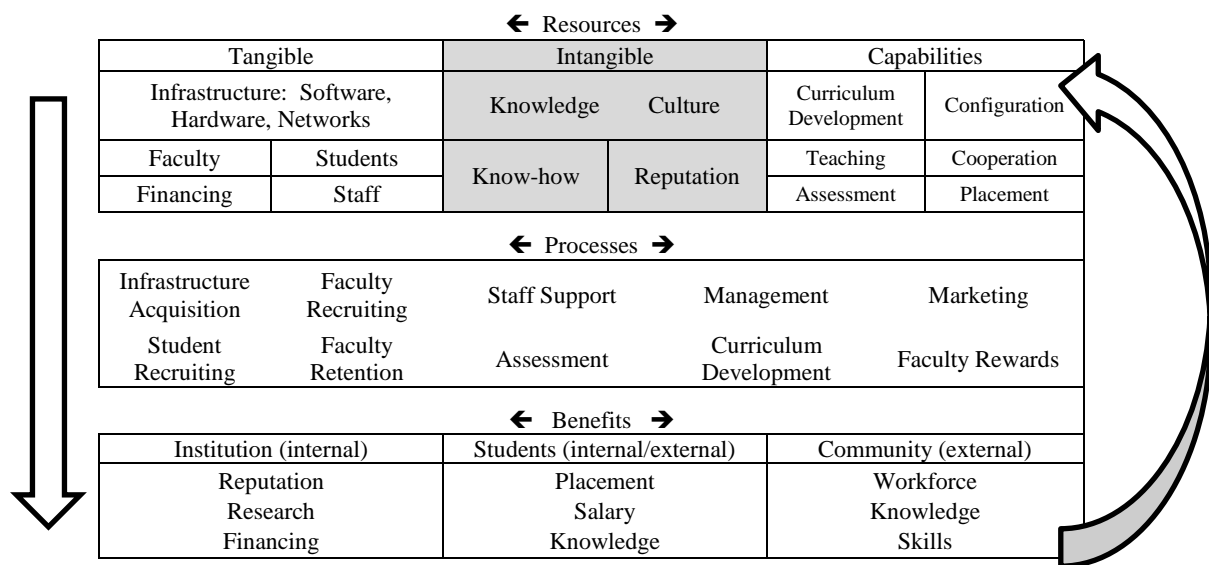 🡸 Resources 🡺
Tangible Intangible Capabilities
Infrastructure: Software,
Hardware, Networks
Knowledge Culture
Curriculum
Development
Configuration
Faculty Students
Know-how Reputation
Teaching Cooperation
Financing Staff
Assessment Placement
🡸 Processes 🡺
Infrastructure
Acquisition
Faculty
Recruiting
Staff Support
Management
Marketing
Student
Recruiting
Faculty
Retention
Assessment
Curriculum
Development
Faculty Rewards
🡸 Benefits 🡺
Institution (internal) Students (internal/external) Community (external)
Reputation Placement Workforce
Research Salary Knowledge
Financing Knowledge Skills